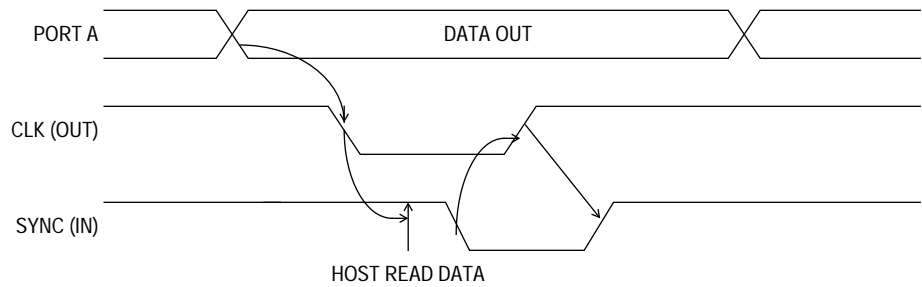 PORT A
DATA OUT
CLK (OUT)
SYNC (IN)
HOST READ DATA